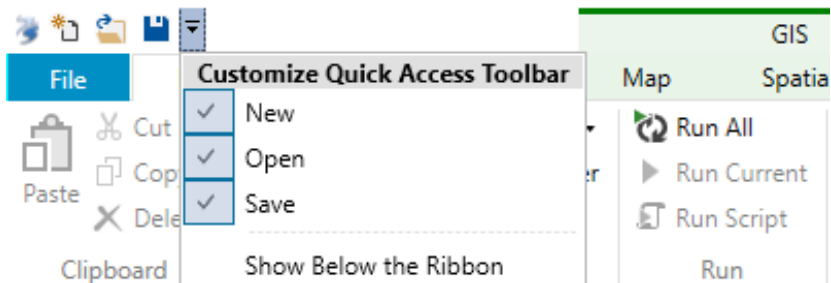 GIS
File
Customize Quick Access Toolbar
Map
New
Cut
Run All
Open
Run Current
Paste
Save
Run Script
Clipboard
Show Below the Ribbon
Run